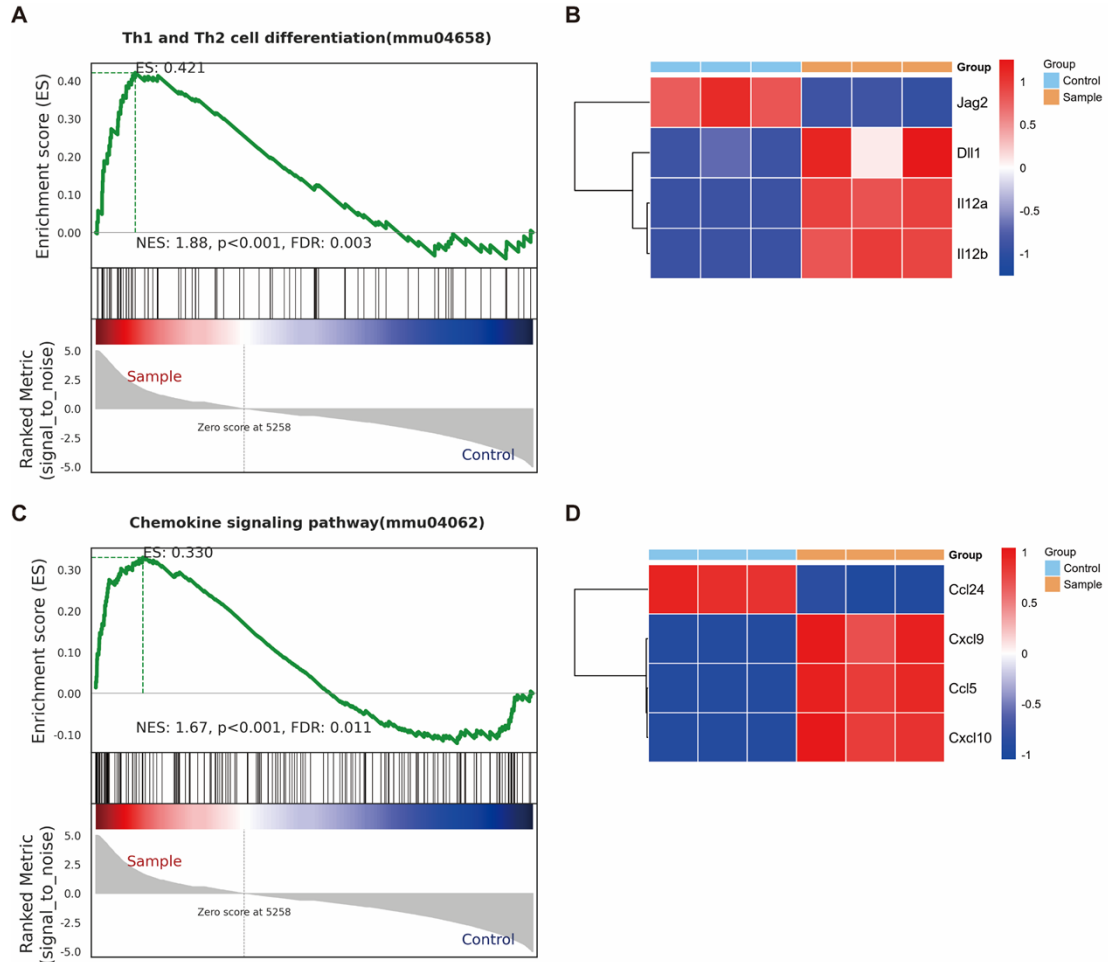 A
Th1 and Th2 cell differentiation(mmu04658)
ES: 0.421
Enrichment score (ES)
0.40
0.30
0.20
0.10
0.00
NES: 1.88, p<0.001, FDR: 0.003
Ranked Metric
(signal_to_noise)
5.0
2.5
0.0
-2.5
-5.0
Sample
Zero score at 5258
Control
B
Group
Jag2
Dll1
Il12a
Il12b
1
0.5
0
-0.5
-1
Group
Control
Sample
C
Chemokine signaling pathway(mmu04062)
ES: 0.330
Enrichment score (ES)
0.30
0.20
0.10
0.00
-0.10
NES: 1.67, p<0.001, FDR: 0.011
Ranked Metric
(signal_to_noise)
5.0
2.5
0.0
-2.5
-5.0
Sample
Zero score at 5258
Control
D
Group
Ccl24
Cxcl9
Ccl5
Cxcl10
1
0.5
0
-0.5
-1
Group
Control
Sample